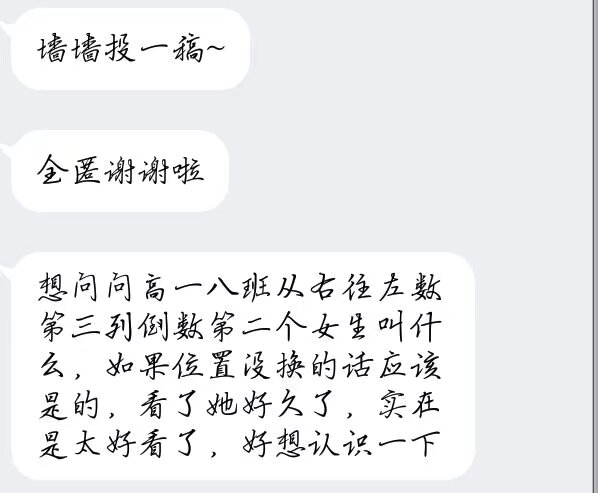 墙墙投一稿~
全匿谢谢啦
想问问高一八班从右往左数
第三列倒数第二个女生叫什
么，如果位置没换的话应该
是的，看了她好久了，实在
是太好看了，好想认识一下